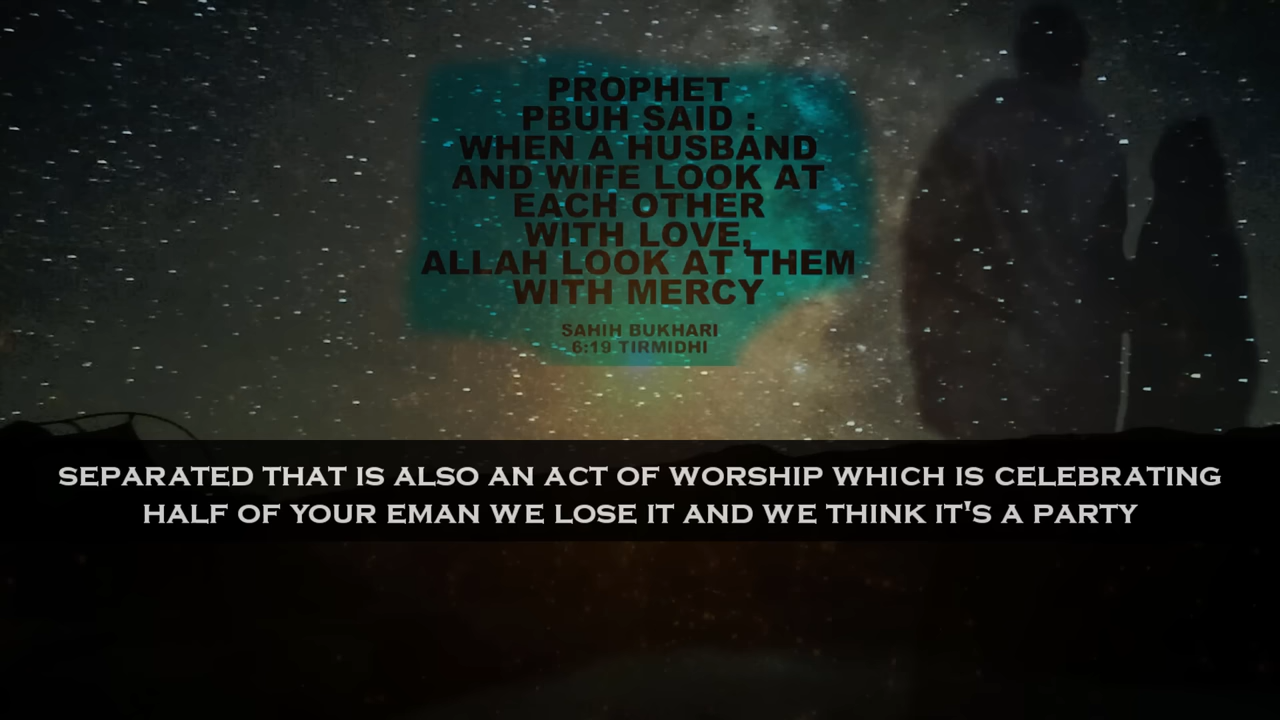 PROPHET
PBUH SAID :
WHEN A HUSBAND
AND WIFE LOOK AT
EACH OTHER
WITH LOVE,
ALLAH LOOK AT THEM
WITH MERCY
SAHIH BUKHARI
6:19 TIRMIDHI
SEPARATED THAT IS ALSO AN ACT OF WORSHIP WHICH IS CELEBRATING
HALF OF YOUR EMAN WE LOSE IT AND WE THINK IT'S A PARTY